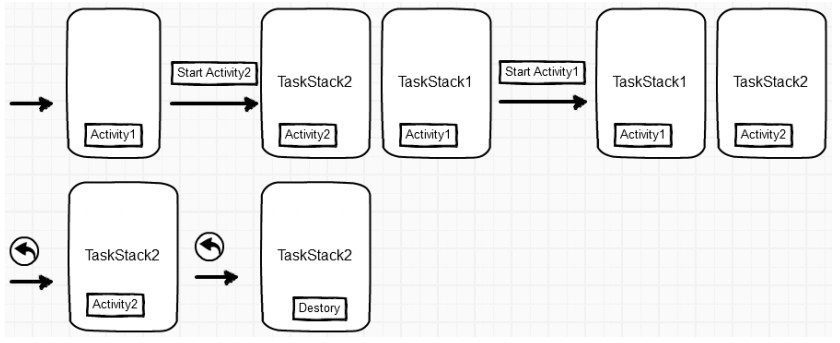 Activity1
Start Activity2
TaskStack2
Activity2
TaskStack1
Activity1
Start Activity1
TaskStack1
Activity1
TaskStack2
Activity2
TaskStack2
Activity2
TaskStack2
Destory